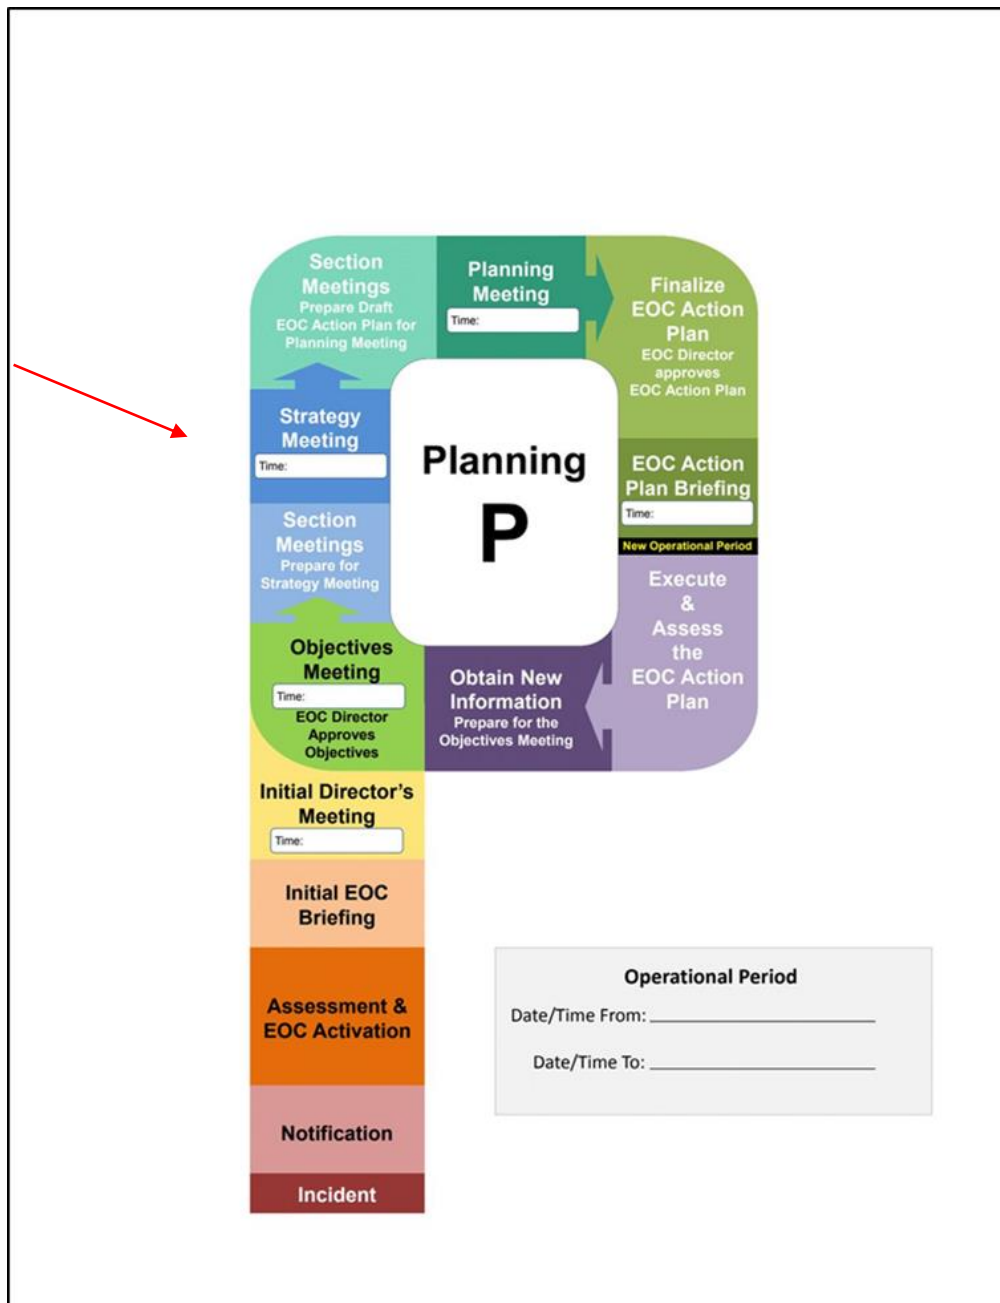 Section
Meetings
Prepare Draft
EOC Action Plan for
Planning Meeting
Planning
Meeting
Time:
Finalize
EOC Action
Plan
EOC Director
approves
EOC Action Plan
Strategy
Meeting
Time:
Planning
P
EOC Action
Plan Briefing
Time:
New Operational Period
Section
Meetings
Prepare for
Strategy Meeting
Execute
&
Assess
the
EOC Action
Plan
Objectives
Meeting
Time:
EOC Director
Approves
Objectives
Obtain New
Information
Prepare for the
Objectives Meeting
Initial Director's
Meeting
Time:
Initial EOC
Briefing
Assessment &
EOC Activation
Notification
Incident
Operational Period
Date/Time From:
Date/Time To: